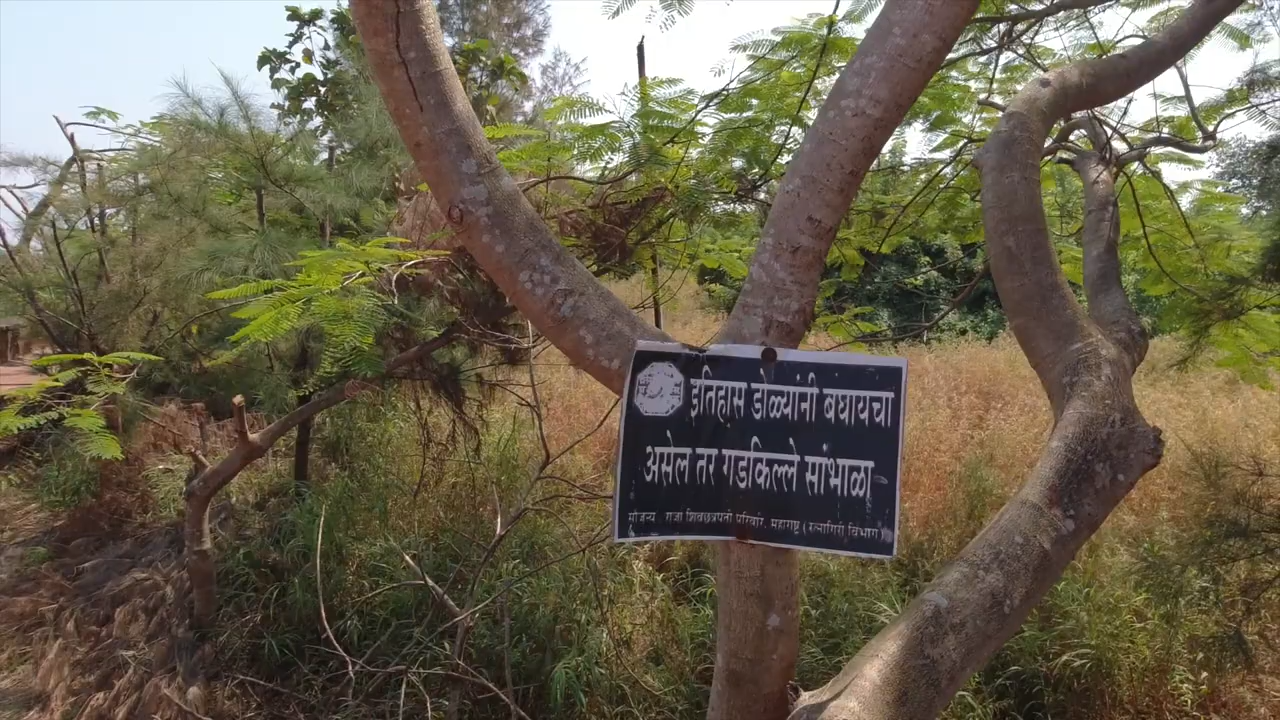 इतिहास डोळ्यांनी बघायचा
असेल तर गडकिल्ले सांभाळा
सौजन्य राजा शिवछत्रपती परिवार, महाराष्ट्र ( रत्नागिरी विभाग)